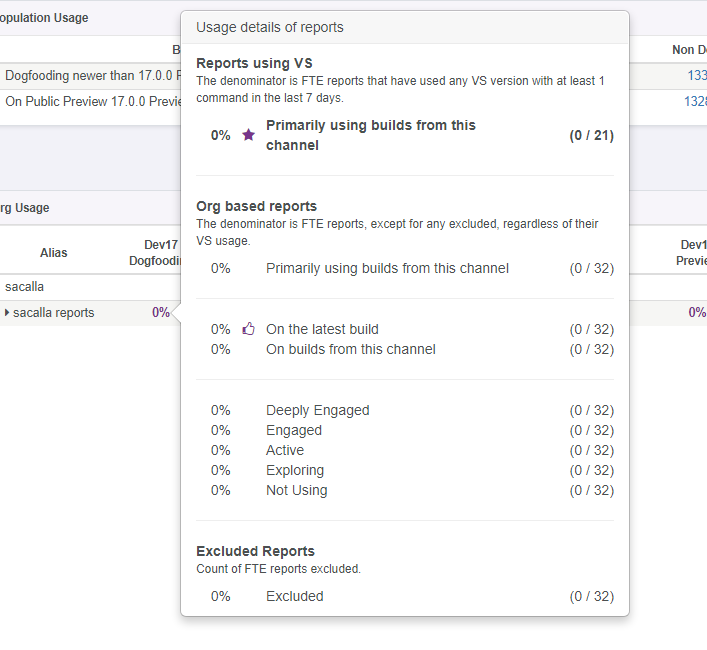 opulation Usage
B
Non D
Dogfooding newer than 17.0.0 P
133
On Public Preview 17.0.0 Previe
1328
rg Usage
Alias
Dev17
Dogfoodin
Dev1
Previe
sacalla
sacalla reports
0%
0%
Usage details of reports
Reports using VS
The denominator is FTE reports that have used any VS version with at least 1
command in the last 7 days.
0% Primarily using builds from this (0 / 21)
channel
Org based reports
The denominator is FTE reports, except for any excluded, regardless of their
VS usage.
0% Primarily using builds from this channel (0 / 32)
0% On the latest build (0 / 32)
0% On builds from this channel (0 / 32)
0% Deeply Engaged (0 / 32)
0% Engaged (0 / 32)
0% Active (0 / 32)
0% Exploring (0 / 32)
0% Not Using (0 / 32)
Excluded Reports
Count of FTE reports excluded.
0% Excluded (0 / 32)